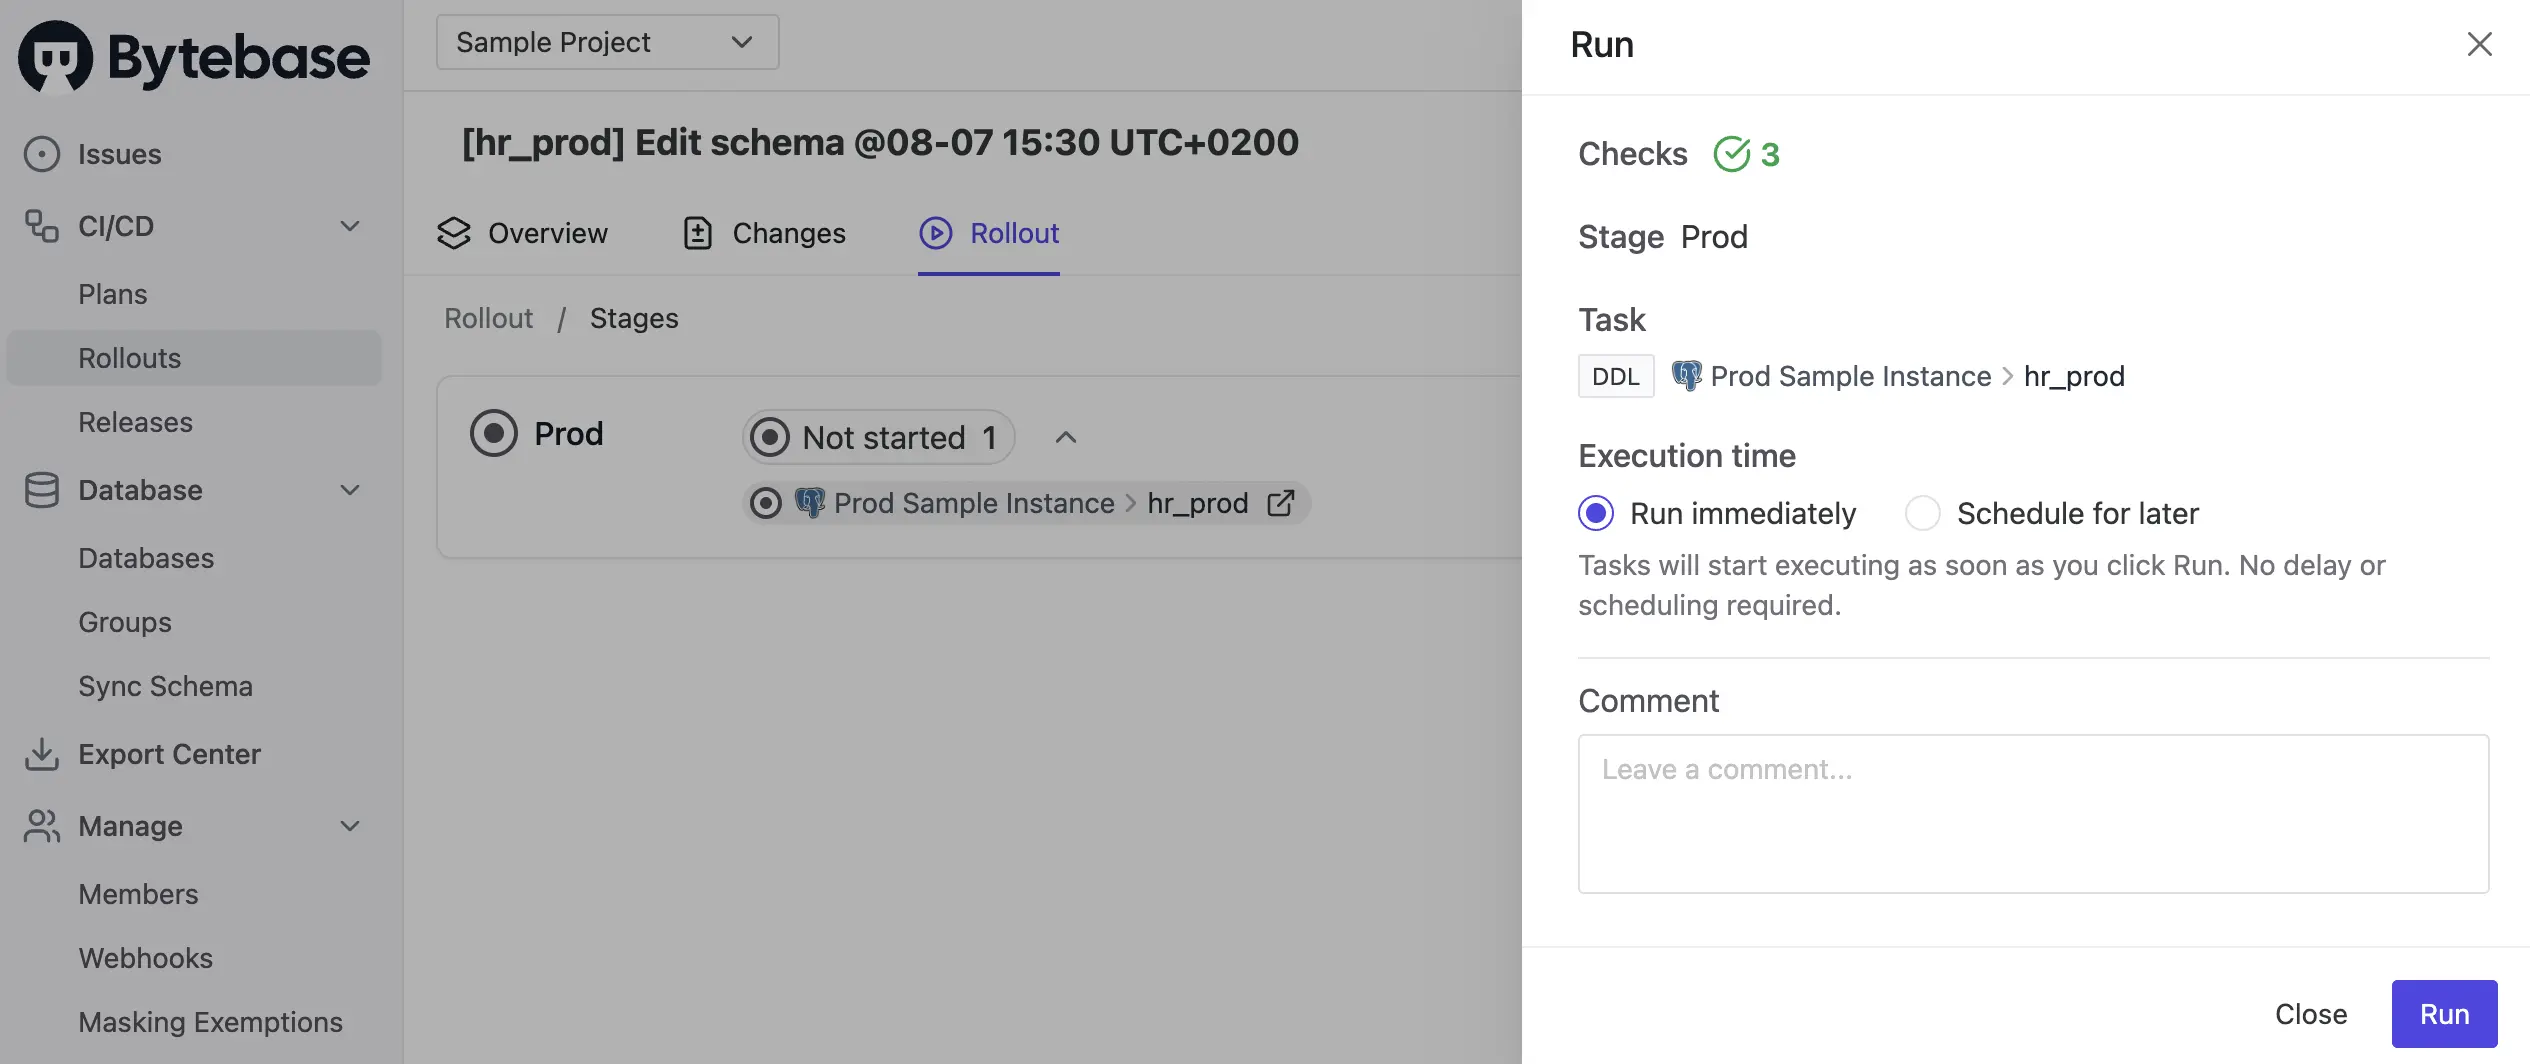 Bytebase
Issues
CI/CD
Plans
Rollouts
Releases
Database
Databases
Groups
Sync Schema
Export Center
Manage
Members
Webhooks
Masking Exemptions
Sample Project
[hr_prod] Edit schema @08-07 15:30 UTC+0200
Overview
Changes
Rollout
Rollout / Stages
Prod
Not started 1
Prod Sample Instance > hr_prod
Run
Checks 3
Stage Prod
Task
DDL Prod Sample Instance > hr_prod
Execution time
Run immediately
Schedule for later
Tasks will start executing as soon as you click Run. No delay or
scheduling required.
Comment
Leave a comment...
Close
Run